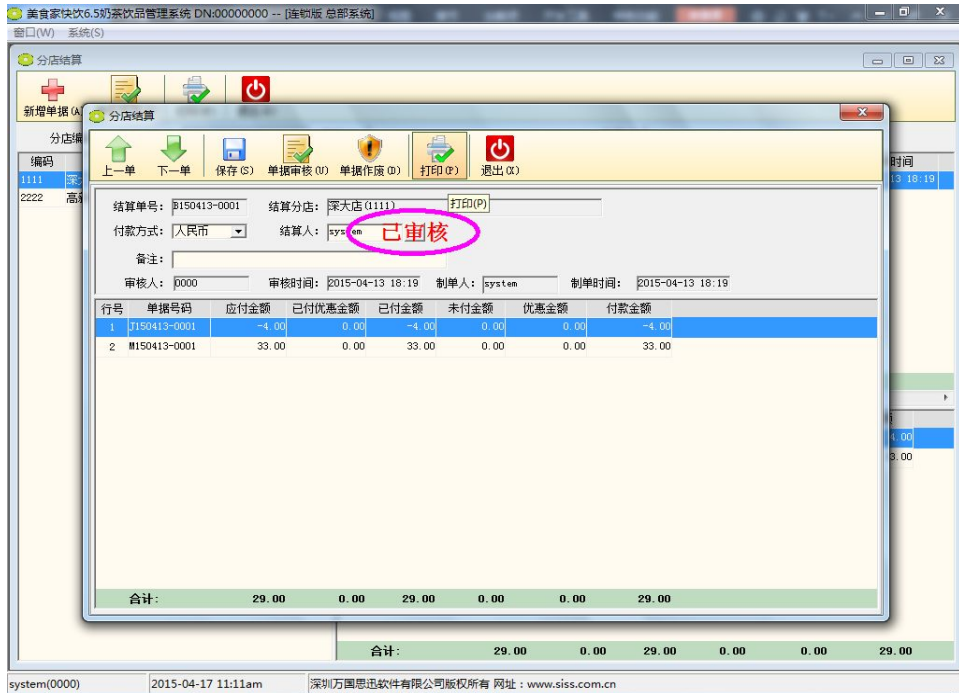 美食家快饮6.5奶茶饮品管理系统 DN:00000000 -- [连锁版 总部系统]
窗口(W) 系统(S)
分店结算
新增单据(A)
分店编
编码
时间
1111 深
13 18:19
2222 高
分店结算
上一单 下一单 保存(S) 单据审核(U) 单据作废(D) 打印(P) 退出(X)
打印(P)
结算单号: B150413-0001 结算分店: 深大店(1111)
付款方式: 人民币 结算人: system 已审核
备注:
审核人: 0000 审核时间: 2015-04-13 18:19 制单人: system 制单时间: 2015-04-13 18:19
行号 单据号码 应付金额 已付优惠金额 已付金额 未付金额 优惠金额 付款金额
1 J150413-0001 -4.00 0.00 -4.00 0.00 0.00 -4.00
2 M150413-0001 33.00 0.00 33.00 0.00 0.00 33.00
4.00
3.00
合计: 29.00 0.00 29.00 0.00 0.00 29.00
合计: 29.00 0.00 29.00 0.00 0.00 29.00
system(0000) 2015-04-17 11:11am 深圳万国思迅软件有限公司版权所有 网址:www.siss.com.cn